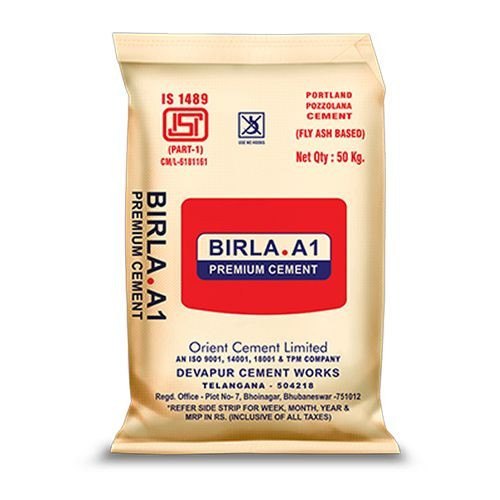 IS 1489
ISI
(PART-1)
CM/L-6181161
USE NO HOOKS
PORTLAND
POZZOLANA
CEMENT
(FLY ASH BASED)
Net Qty : 50 Kg.
BIRLA.A1
PREMIUM CEMENT
BIRLA.A1
PREMIUM CEMENT
Orient Cement Limited
AN ISO 9001, 14001, 18001 & TPM COMPANY
DEVAPUR CEMENT WORKS
TELANGANA - 504218
Regd. Office - Plot No- 7, Bhoinagar, Bhubaneswar -751012
*REFER SIDE STRIP FOR WEEK, MONTH, YEAR &
MRP IN RS. (INCLUSIVE OF ALL TAXES)